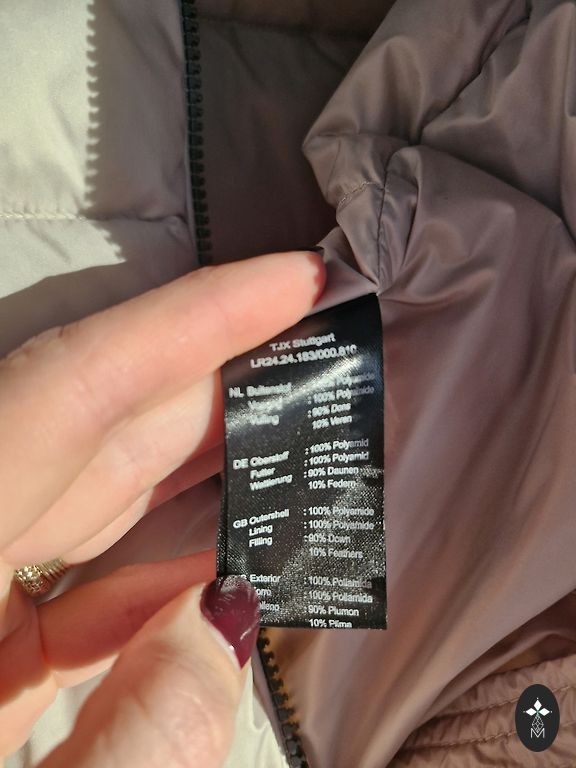 TJX Stuttgart
LR24.24.183/000.810
NL Buitenstof : 100% Polyamide
: 100% Polyamide
Vulling : 90% Dons
10% Veren
DE Oberstoff : 100% Polyamid
Futter : 100% Polyamid
Wattierung : 90% Daunen
10% Federn
GB Outershell : 100% Polyamide
Lining : 100% Polyamide
Filling : 90% Down
10% Feathers
Exterior : 100% Poliamida
: 100% Poliamida
90% Plumon
10% Plima
M